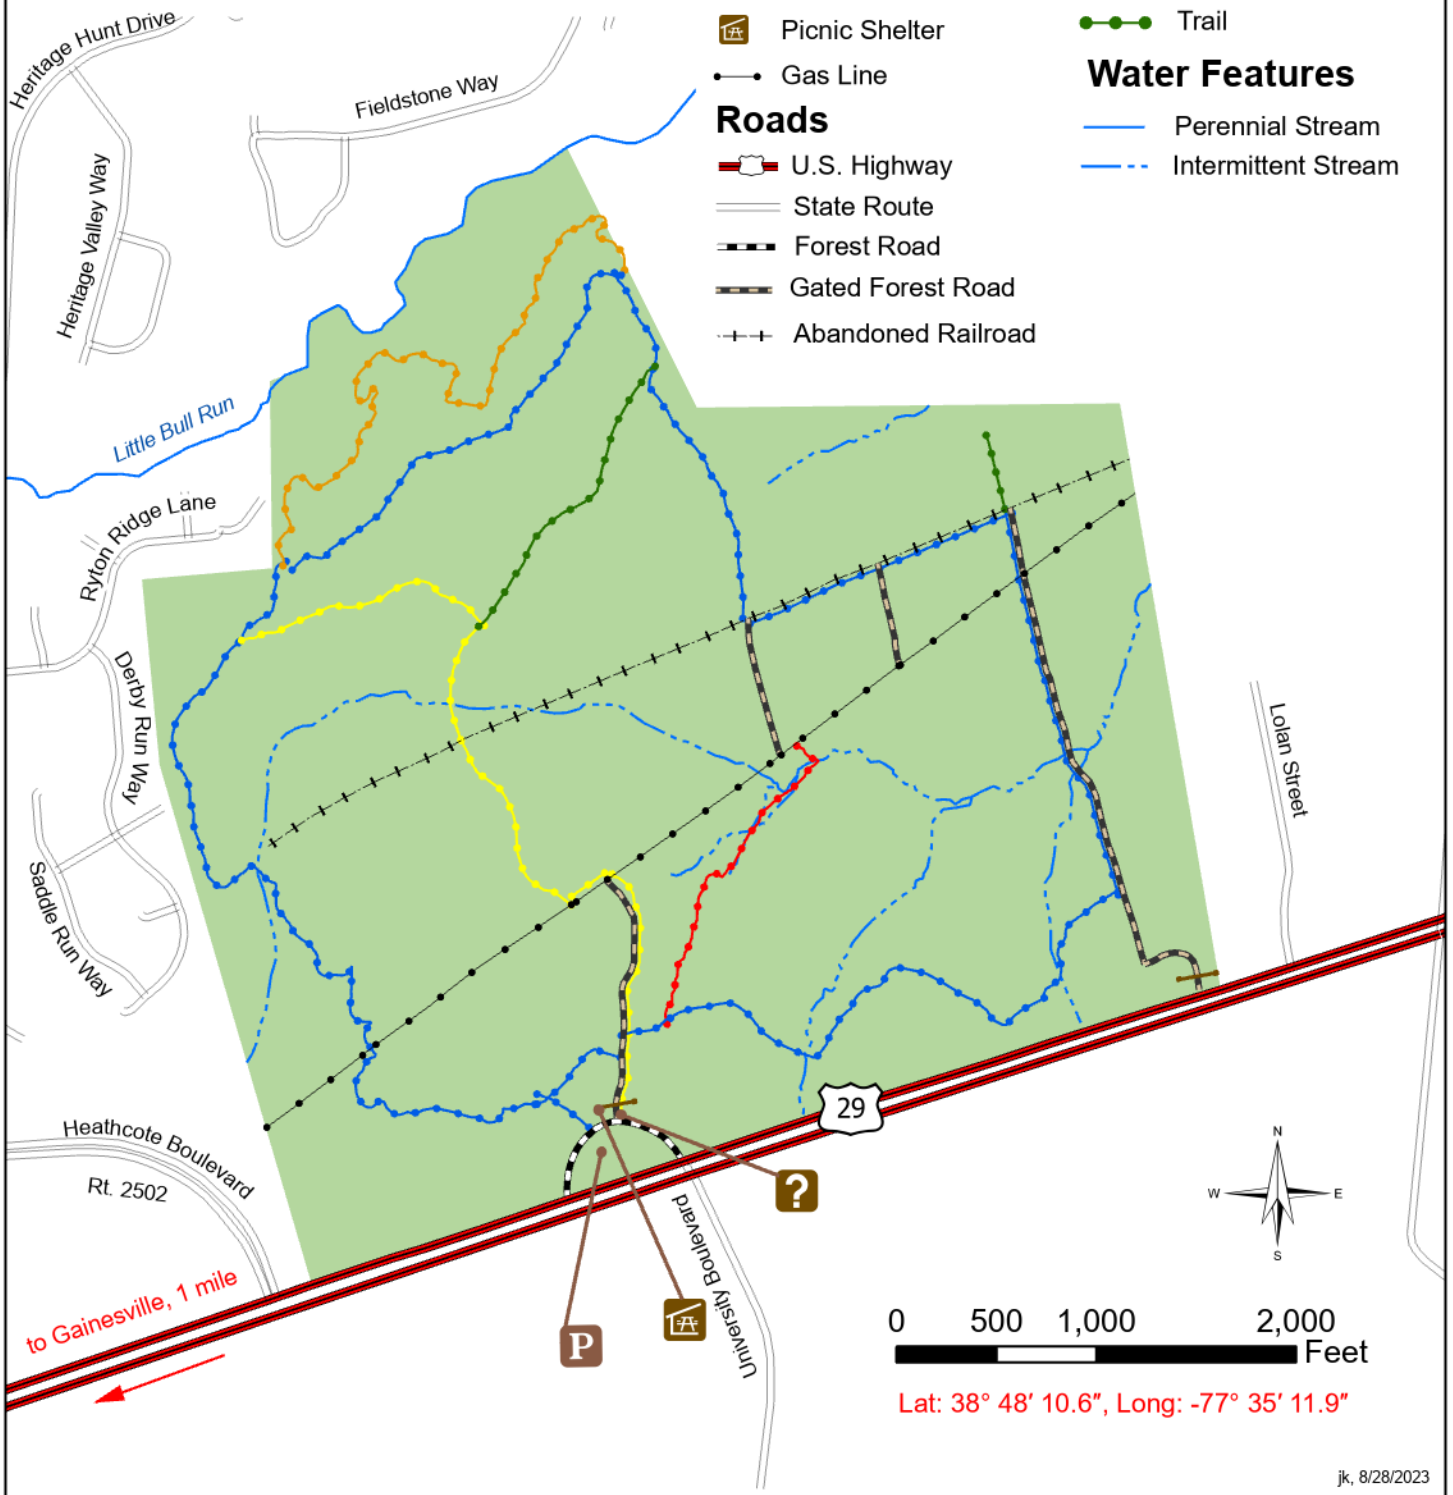 Picnic Shelter
Gas Line
Roads
U.S. Highway
State Route
Forest Road
Gated Forest Road
Abandoned Railroad
Trail
Water Features
Perennial Stream
Intermittent Stream
Heritage Hunt Drive
Fieldstone Way
Heritage Valley Way
Little Bull Run
Ryton Ridge Lane
Derby Run Way
Saddle Run Way
Lolan Street
29
Heathcote Boulevard
Rt. 2502
?
University Boulevard
P
to Gainesville, 1 mile
N
W
E
S
0 500 1,000 2,000
Feet
Lat: 38° 48′ 10.6″, Long: -77° 35′ 11.9″
jk, 8/28/2023